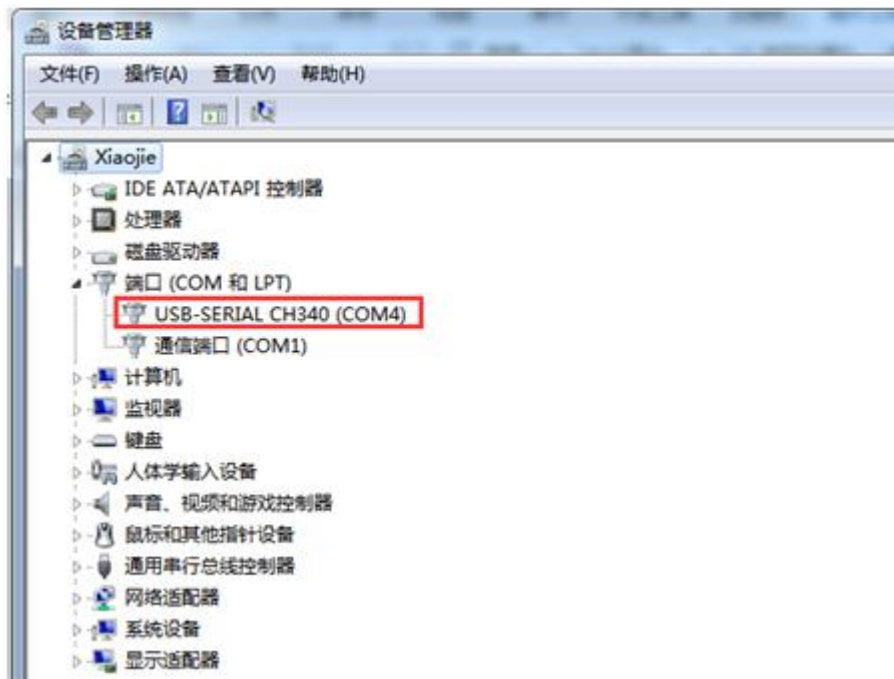 设备管理器
文件(F) 操作(A) 查看(V) 帮助(H)
Xiaojie
IDE ATA/ATAPI 控制器
处理器
磁盘驱动器
端口 (COM 和 LPT)
USB-SERIAL CH340 (COM4)
通信端口 (COM1)
计算机
监视器
键盘
人体学输入设备
声音、视频和游戏控制器
鼠标和其他指针设备
通用串行总线控制器
网络适配器
系统设备
显示适配器